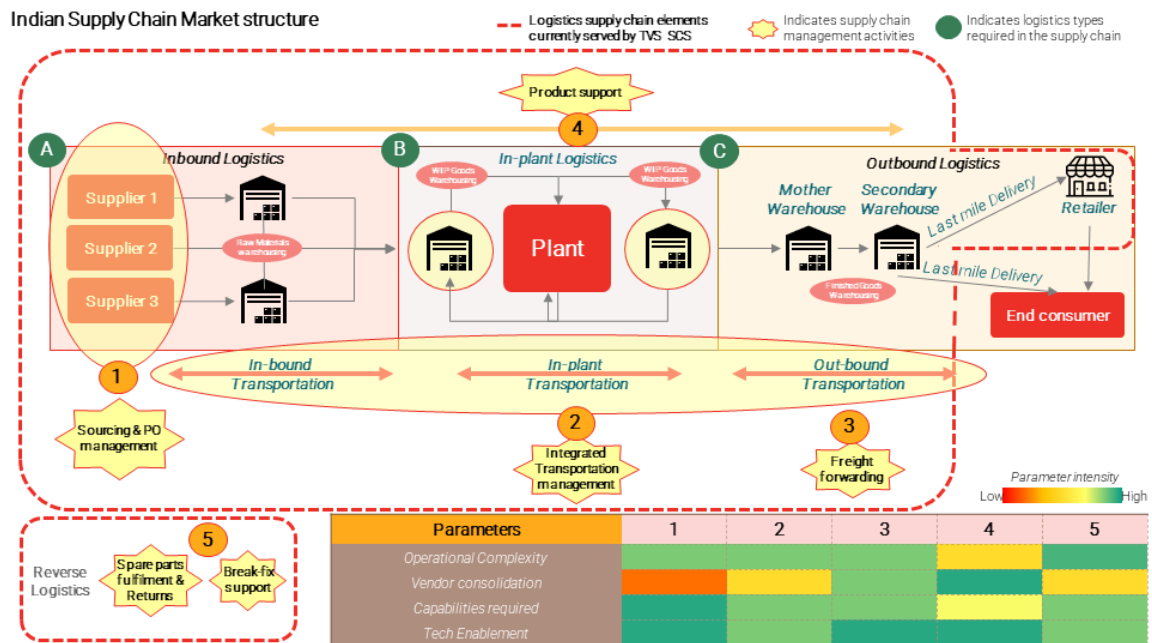 Indian Supply Chain Market structure
Logistics supply chain elements
currently served by TVS SCS
Indicates supply chain
management activities
Indicates logistics types
required in the supply chain
Product support
4
A
Inbound Logistics
B
In-plant Logistics
C
Outbound Logistics
Supplier 1
Supplier 2
Supplier 3
Raw Materials
warehousing
WIP Goods
Warehousing
WIP Goods
Warehousing
Plant
Mother
Warehouse
Secondary
Warehouse
Finished Goods
Warehousing
Last mile Delivery
Retailer
Last mile Delivery
End consumer
In-bound
Transportation
In-plant
Transportation
Out-bound
Transportation
1
Sourcing & PO
management
2
Integrated
Transportation
management
3
Freight
forwarding
Parameter intensity
Low
High
5
Reverse
Logistics
Spare parts
fulfilment &
Returns
Break-fix
support
Parameters 1 2 3 4 5
Operational Complexity
Vendor consolidation
Capabilities required
Tech Enablement